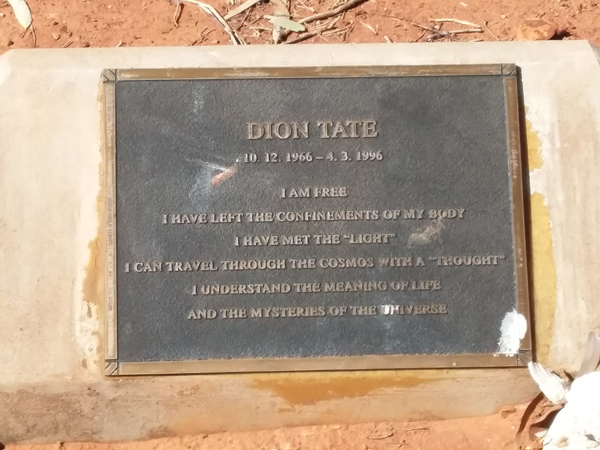 DION TATE
10. 12. 1966 – 4. 3. 1996
I AM FREE
I HAVE LEFT THE CONFINEMENTS OF MY BODY
I HAVE MET THE "LIGHT"
I CAN TRAVEL THROUGH THE COSMOS WITH A "THOUGHT"
I UNDERSTAND THE MEANING OF LIFE
AND THE MYSTERIES OF THE UNIVERSE